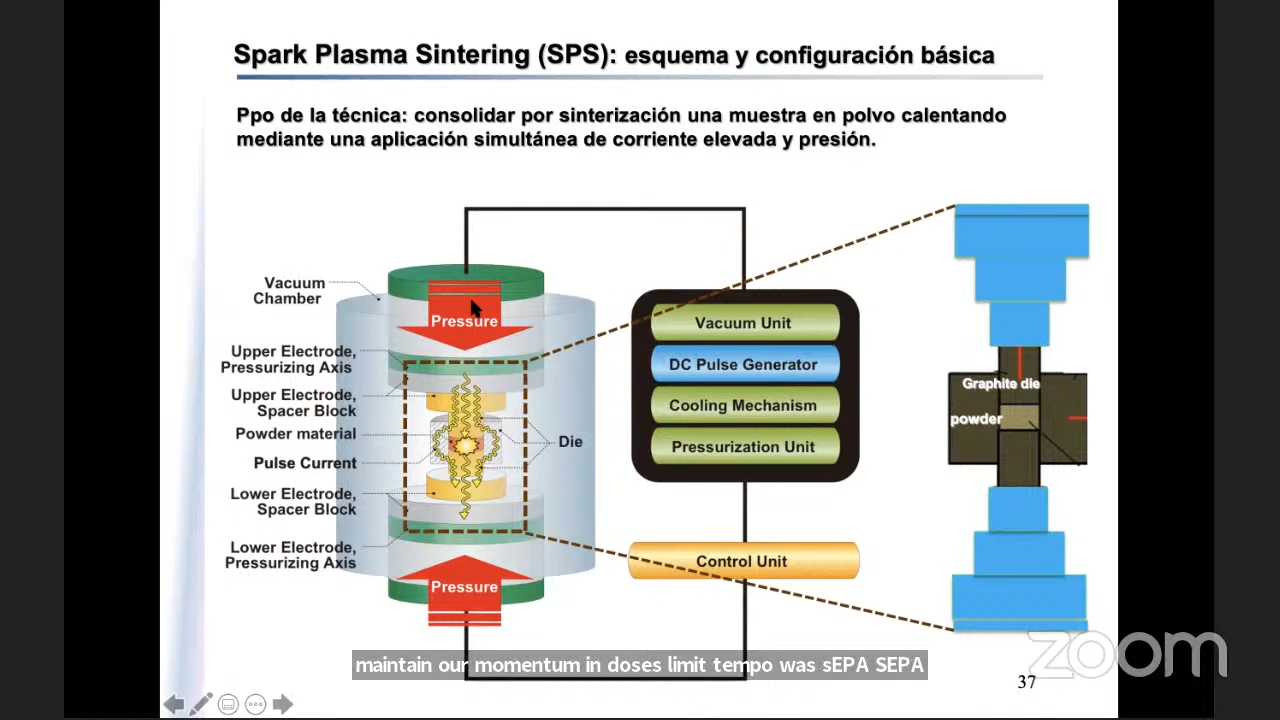 Spark Plasma Sintering (SPS): esquema y configuración básica
Ppo de la técnica: consolidar por sinterización una muestra en polvo calentando
mediante una aplicación simultánea de corriente elevada y presión.
Vacuum
Chamber
Pressure
Upper Electrode,
Pressurizing Axis
Upper Electrode,
Spacer Block
Powder material
Pulse Current
Lower Electrode,
Spacer Block
Lower Electrode,
Pressurizing Axis
Die
Pressure
Vacuum Unit
DC Pulse Generator
Cooling Mechanism
Pressurization Unit
Control Unit
Graphite die
powder
zoom
maintain our momentum in doses limit tempo was sEPA SEPA
37